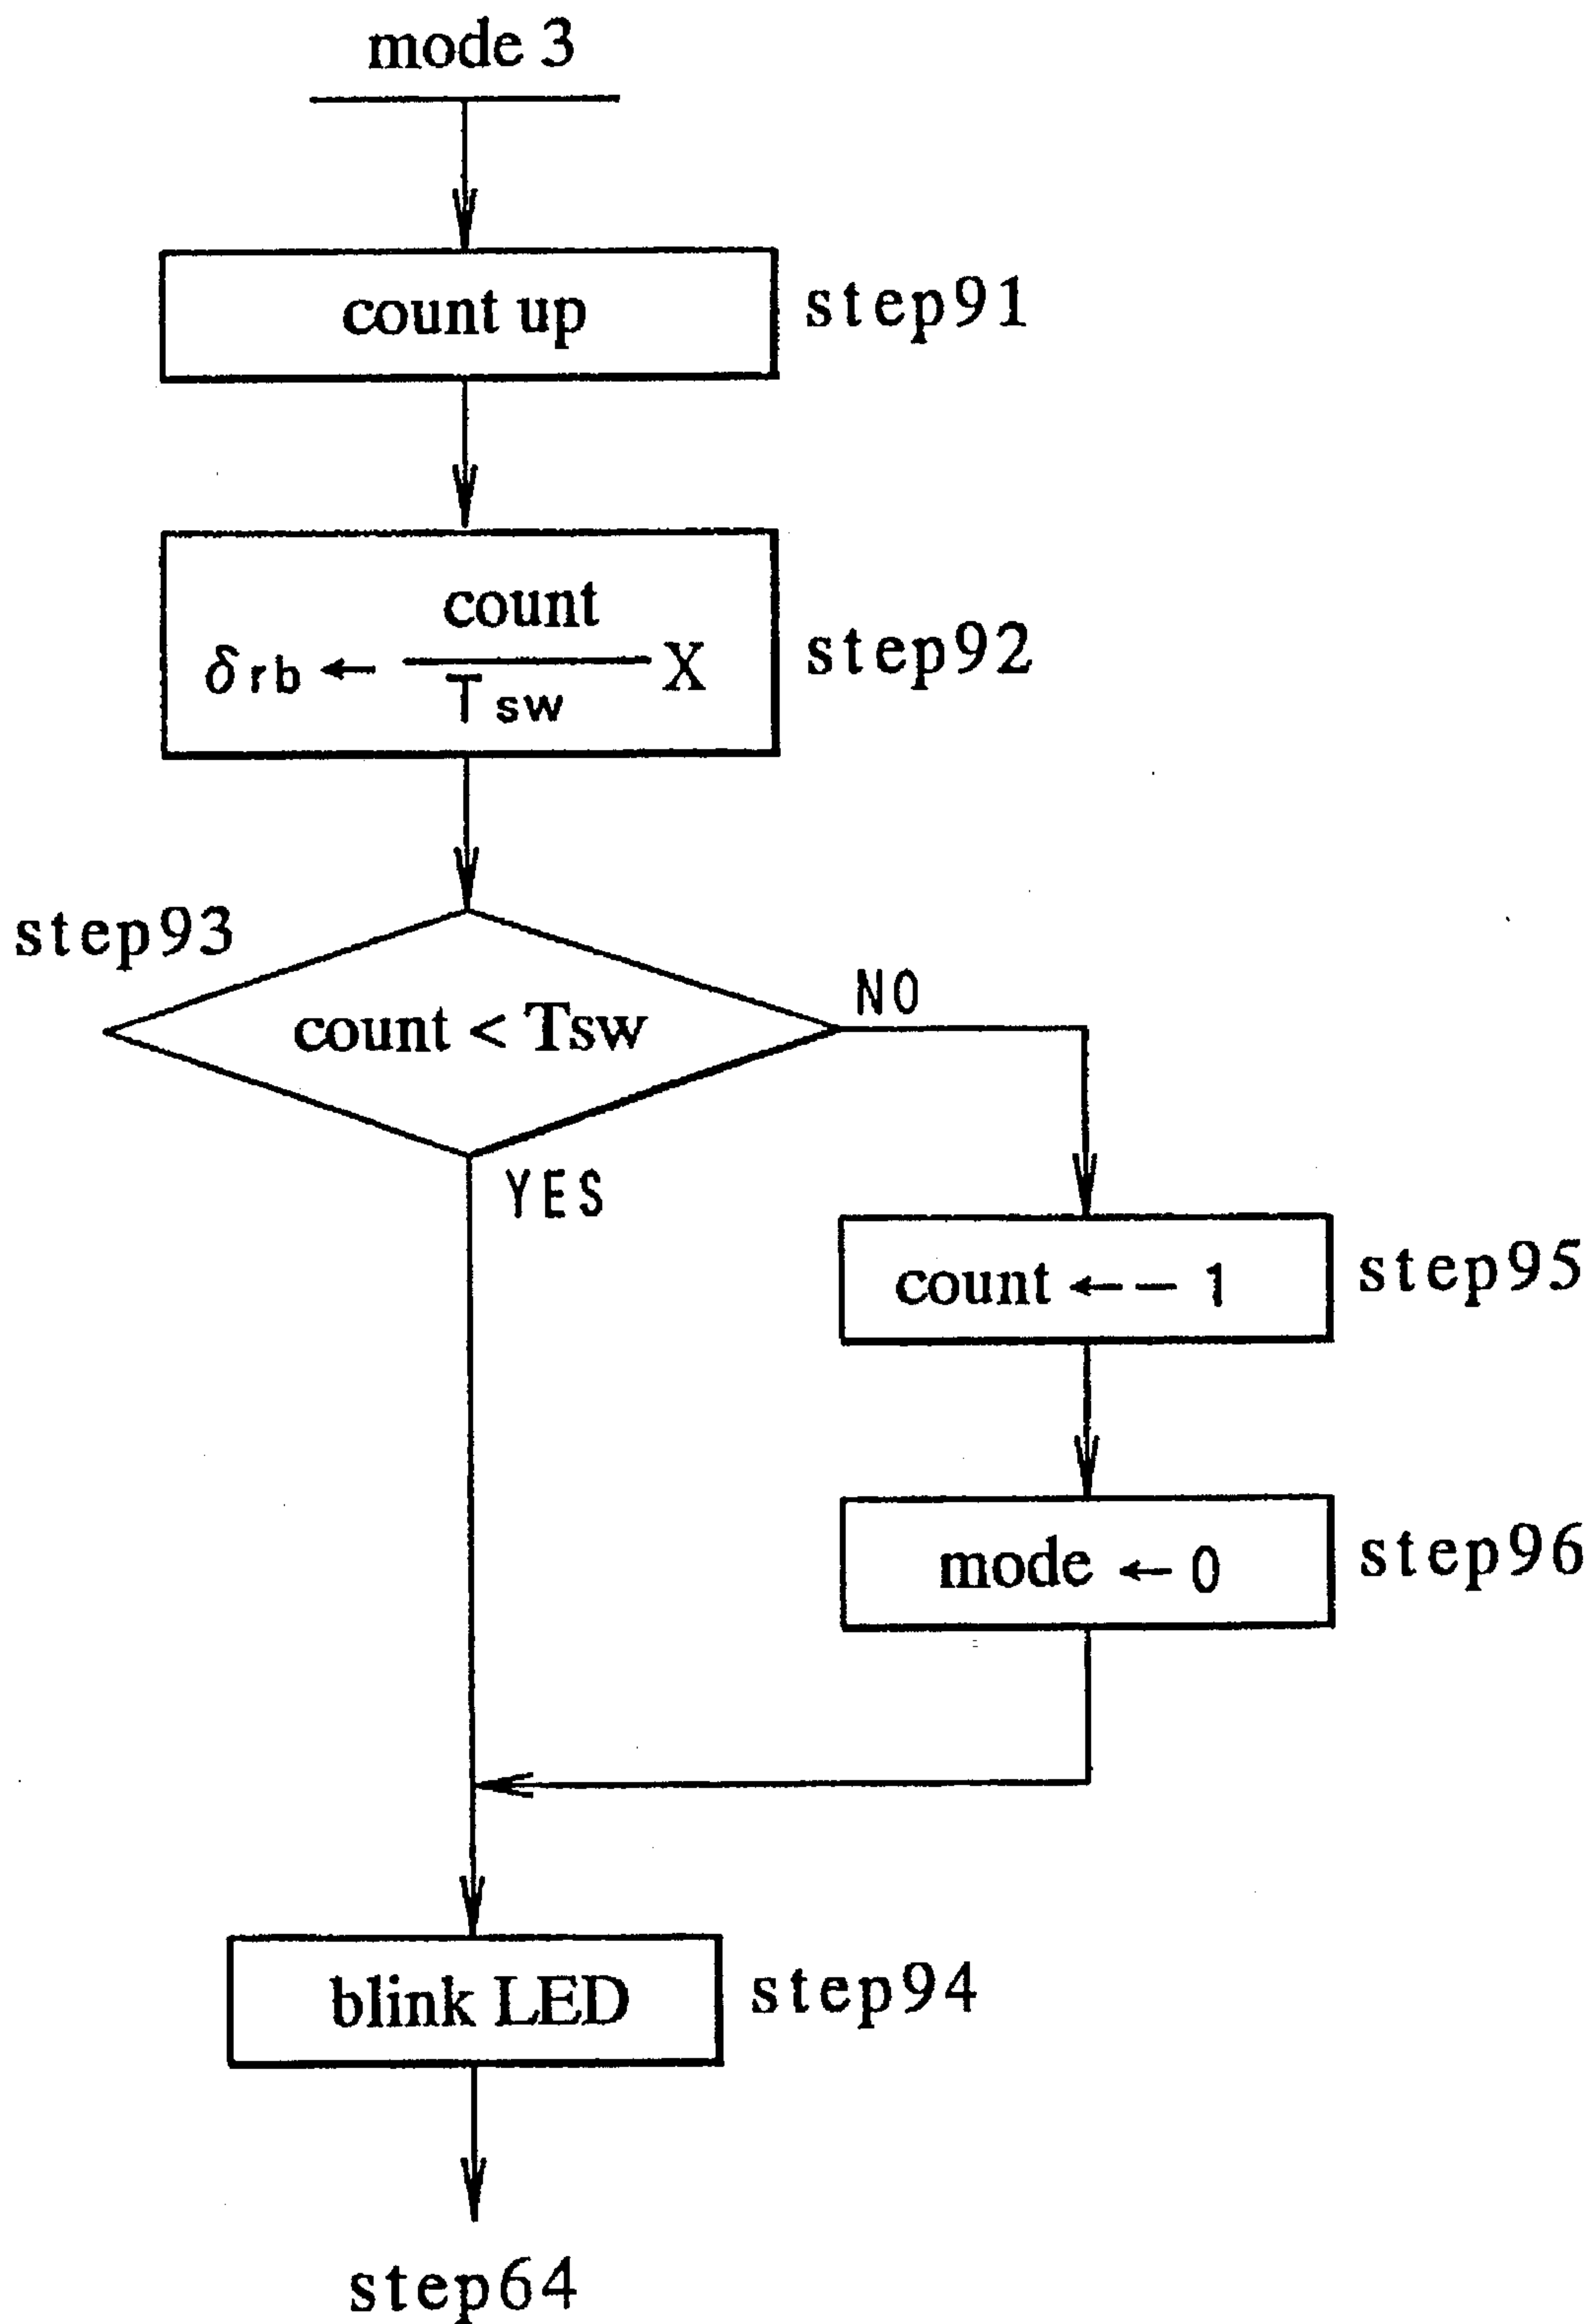 mode 3
count up
step91
count
δrb ← ――― X
Tsw
step92
step93
count < Tsw
NO
YES
count ←− 1
step95
mode ← 0
step96
blink LED
step94
step64